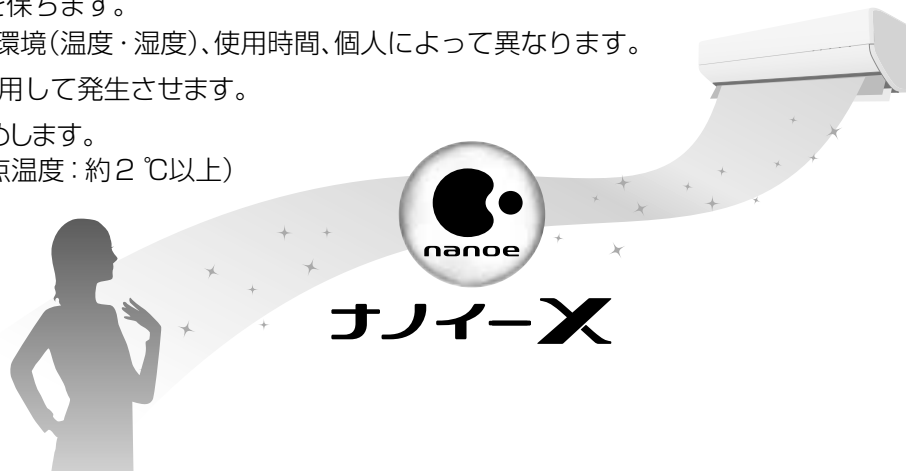 を保ちます。
環境(温度・湿度)、使用時間、個人によって異なります。
用して発生させます。
めします。
点温度:約2 ℃以上)
nanoe
ナノイーX